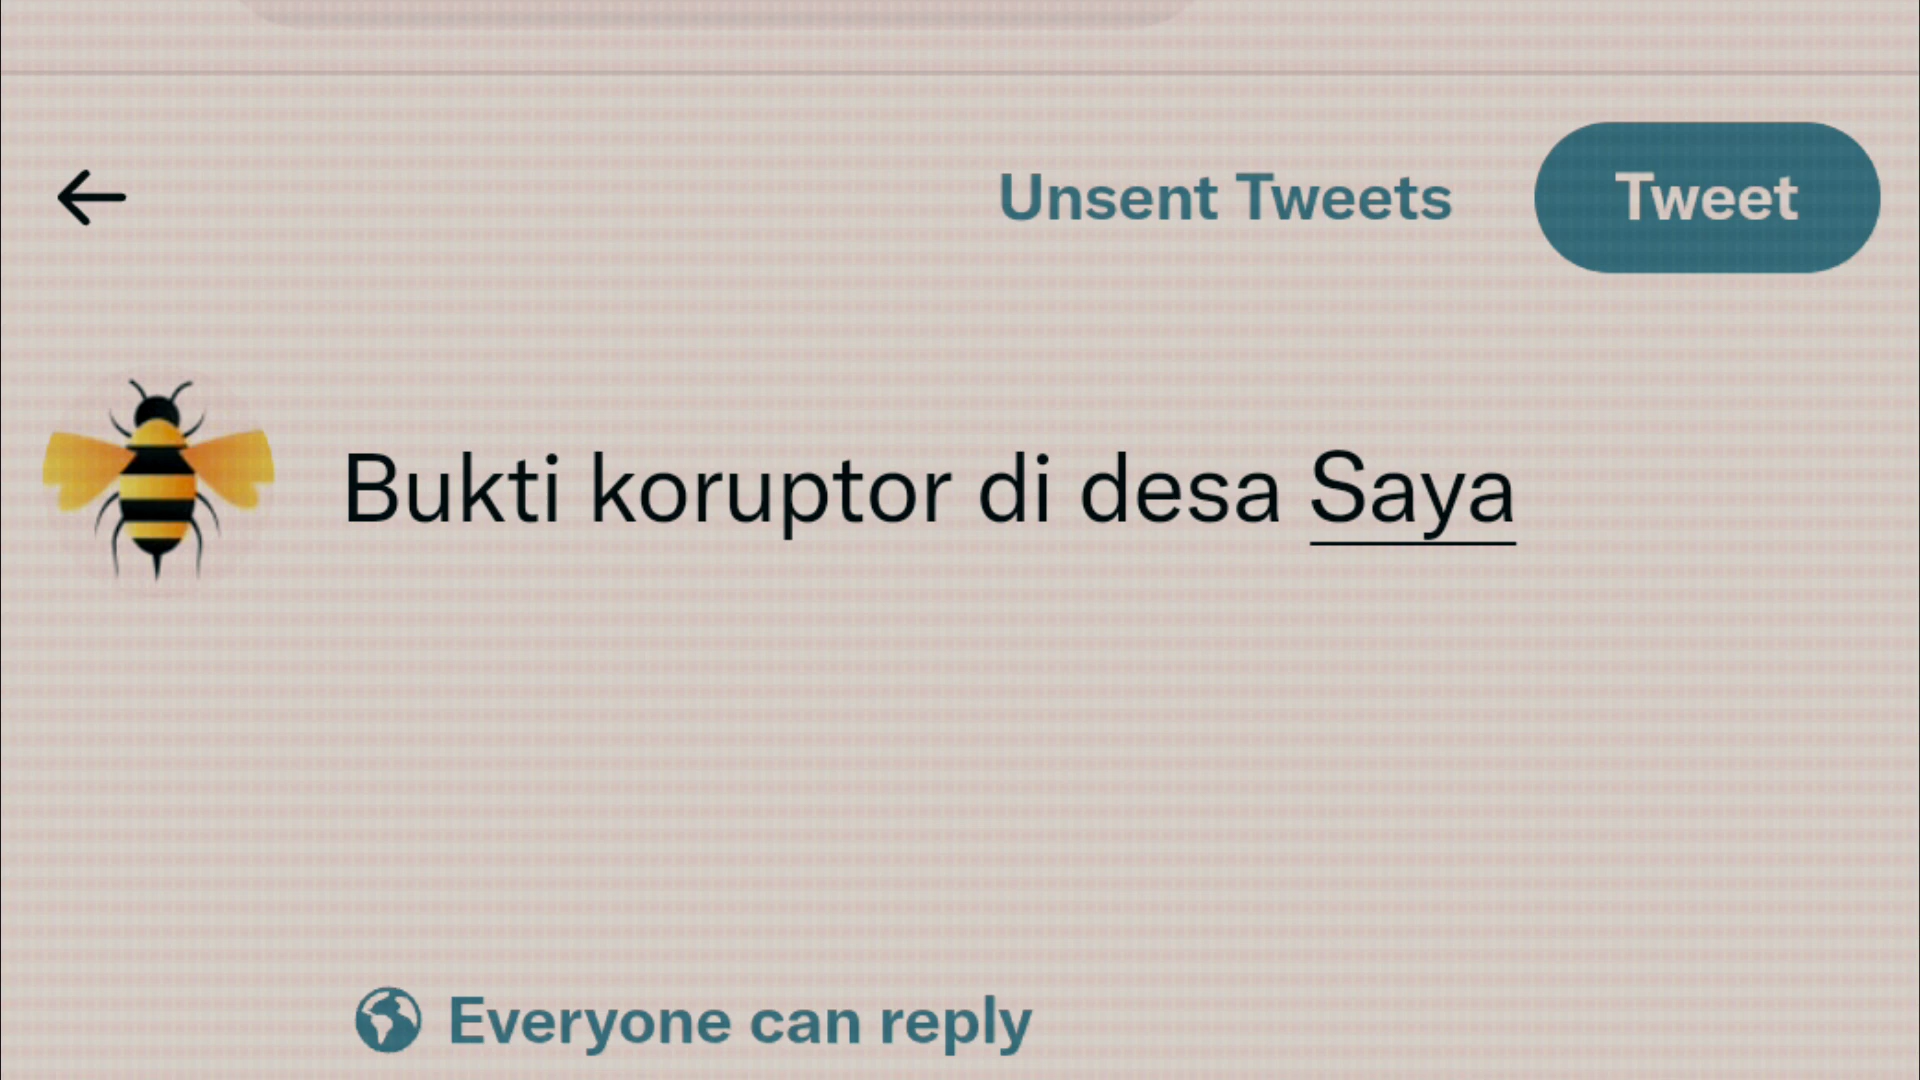 Unsent Tweets
Tweet
Bukti koruptor di desa Saya
Everyone can reply